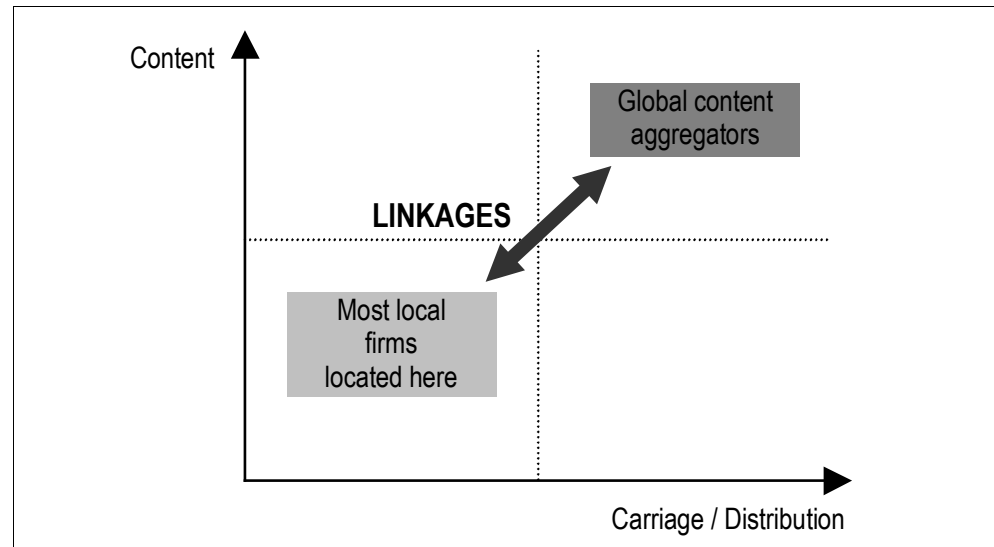 Content
Global content
aggregators
LINKAGES
Most local
firms
located here
Carriage / Distribution